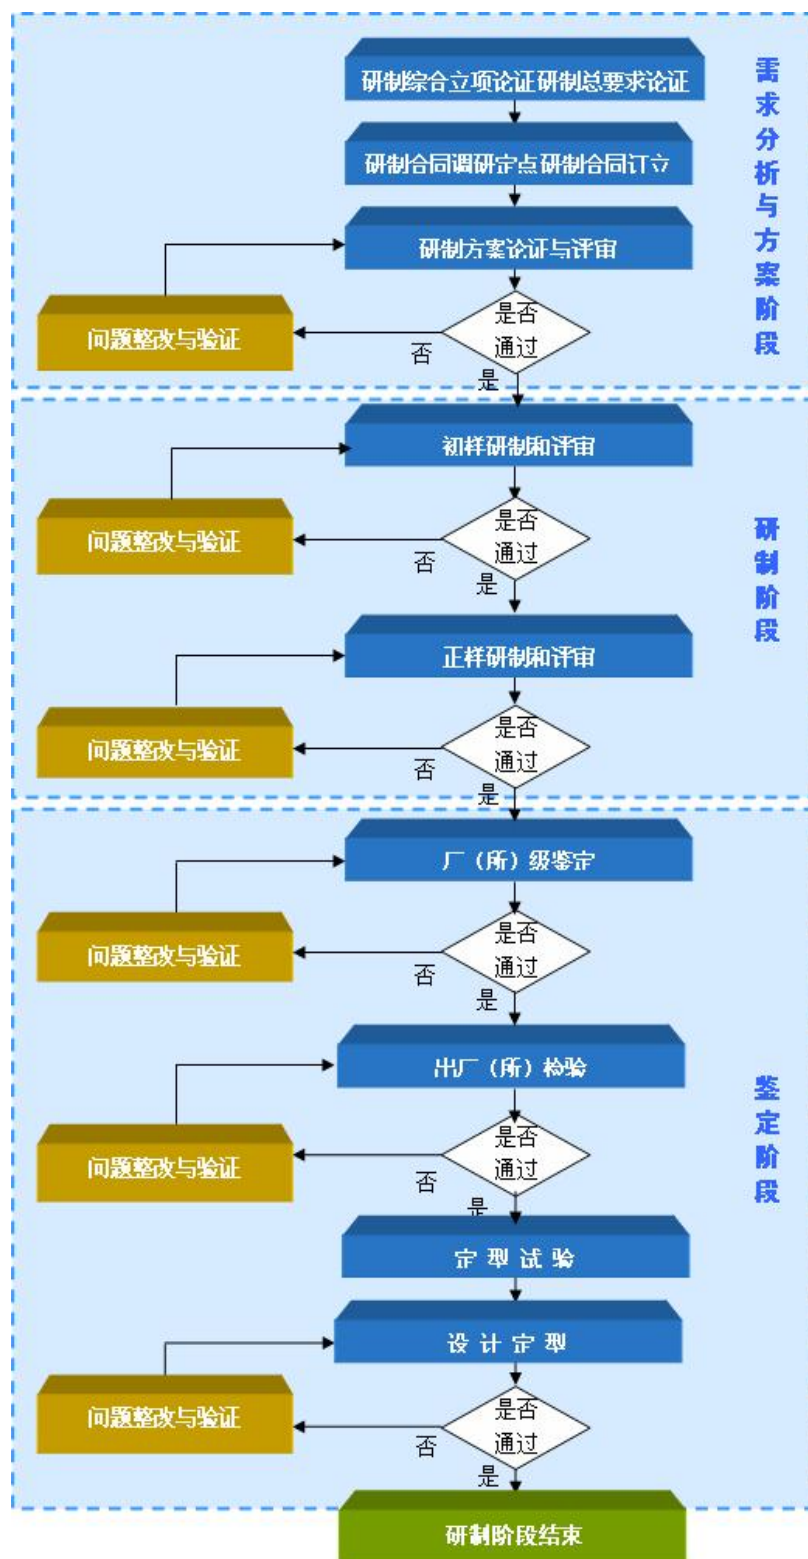 研制综合立项论证研制总要求论证
研制合同调研定点研制合同订立
研制方案论证与评审
是否
通过
问题整改与验证
否
是
需求分析与方案阶段
初样研制和评审
是否
通过
问题整改与验证
否
是
正样研制和评审
是否
通过
问题整改与验证
否
是
研制阶段
厂（所）级鉴定
是否
通过
问题整改与验证
否
是
出厂（所）检验
是否
通过
问题整改与验证
否
是
定型试验
设计定型
是否
通过
问题整改与验证
否
是
鉴定阶段
研制阶段结束